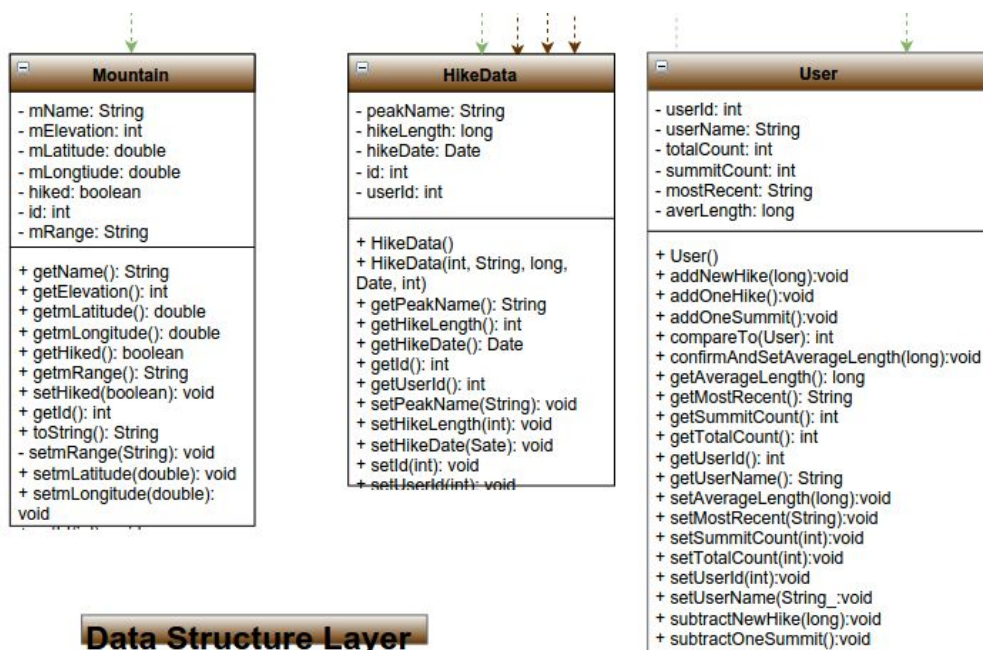 Mountain
- mName: String
- mElevation: int
- mLatitude: double
- mLongtiude: double
- hiked: boolean
- id: int
- mRange: String
+ getName(): String
+ getElevation(): int
+ getmLatitude(): double
+ getmLongitude(): double
+ getHiked(): boolean
+ getmRange(): String
+ setHiked(boolean): void
+ getId(): int
+ toString(): String
- setmRange(String): void
+ setmLatitude(double): void
+ setmLongitude(double):
void
HikeData
- peakName: String
- hikeLength: long
- hikeDate: Date
- id: int
- userId: int
+ HikeData()
+ HikeData(int, String, long,
Date, int)
+ getPeakName(): String
+ getHikeLength(): int
+ getHikeDate(): Date
+ getId(): int
+ getUserId(): int
+ setPeakName(String): void
+ setHikeLength(int): void
+ setHikeDate(Sate): void
+ setId(int): void
+ setUserId(int): void
User
- userId: int
- userName: String
- totalCount: int
- summitCount: int
- mostRecent: String
- averLength: long
+ User()
+ addNewHike(long):void
+ addOneHike():void
+ addOneSummit():void
+ compareTo(User): int
+ confirmAndSetAverageLength(long):void
+ getAverageLength(): long
+ getMostRecent(): String
+ getSummitCount(): int
+ getTotalCount(): int
+ getUserId(): int
+ getUserName(): String
+ setAverageLength(long):void
+ setMostRecent(String):void
+ setSummitCount(int):void
+ setTotalCount(int):void
+ setUserId(int):void
+ setUserName(String_:void
+ subtractNewHike(long):void
+ subtractOneSummit():void
Data Structure Layer